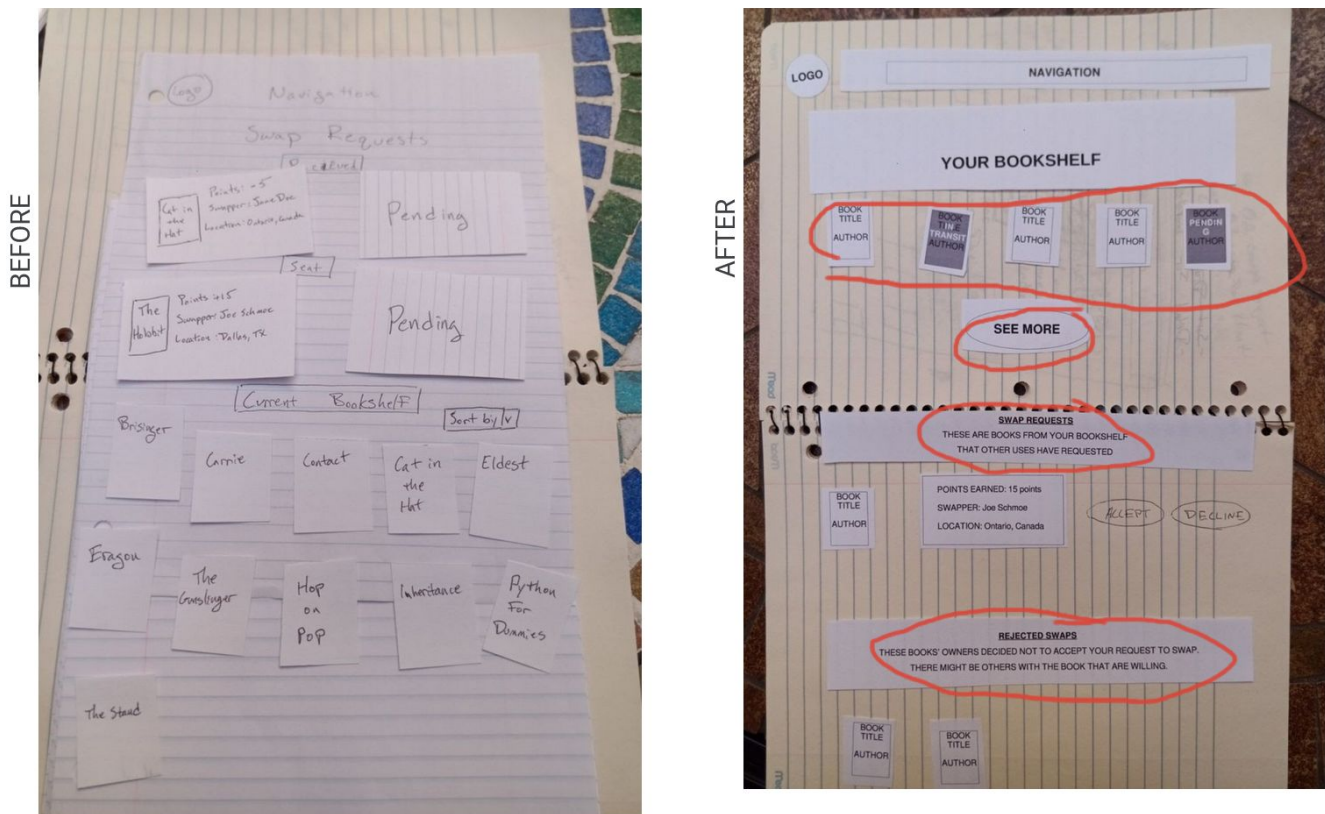 BEFORE
Logo
Navigation
Swap Requests
Cat in
the
Hat
Points: -5
Swapper: Jane Doe
Location: Ontario, Canada
Pending
Sent
The
Hobbit
Points +15
Swapper: Joe Schmoe
Location: Dallas, TX
Pending
Current Bookshelf
Sort by v
Brisinger
Carrie
Contact
Cat in
the
Hat
Eldest
Eragon
The
Gunslinger
Hop
on
Pop
Inheritance
Python
For
Dummies
The Stand
AFTER
LOGO
NAVIGATION
YOUR BOOKSHELF
BOOK
TITLE
AUTHOR
BOOK
IN
TRANSIT
AUTHOR
BOOK
TITLE
AUTHOR
BOOK
TITLE
AUTHOR
BOOK
PENDIN
G
AUTHOR
SEE MORE
Mead
SWAP REQUESTS
THESE ARE BOOKS FROM YOUR BOOKSHELF
THAT OTHER USES HAVE REQUESTED
BOOK
TITLE
AUTHOR
POINTS EARNED: 15 points
SWAPPER: Joe Schmoe
LOCATION: Ontario, Canada
ACCEPT
DECLINE
REJECTED SWAPS
THESE BOOKS' OWNERS DECIDED NOT TO ACCEPT YOUR REQUEST TO SWAP.
THERE MIGHT BE OTHERS WITH THE BOOK THAT ARE WILLING.
BOOK
TITLE
AUTHOR
BOOK
TITLE
AUTHOR